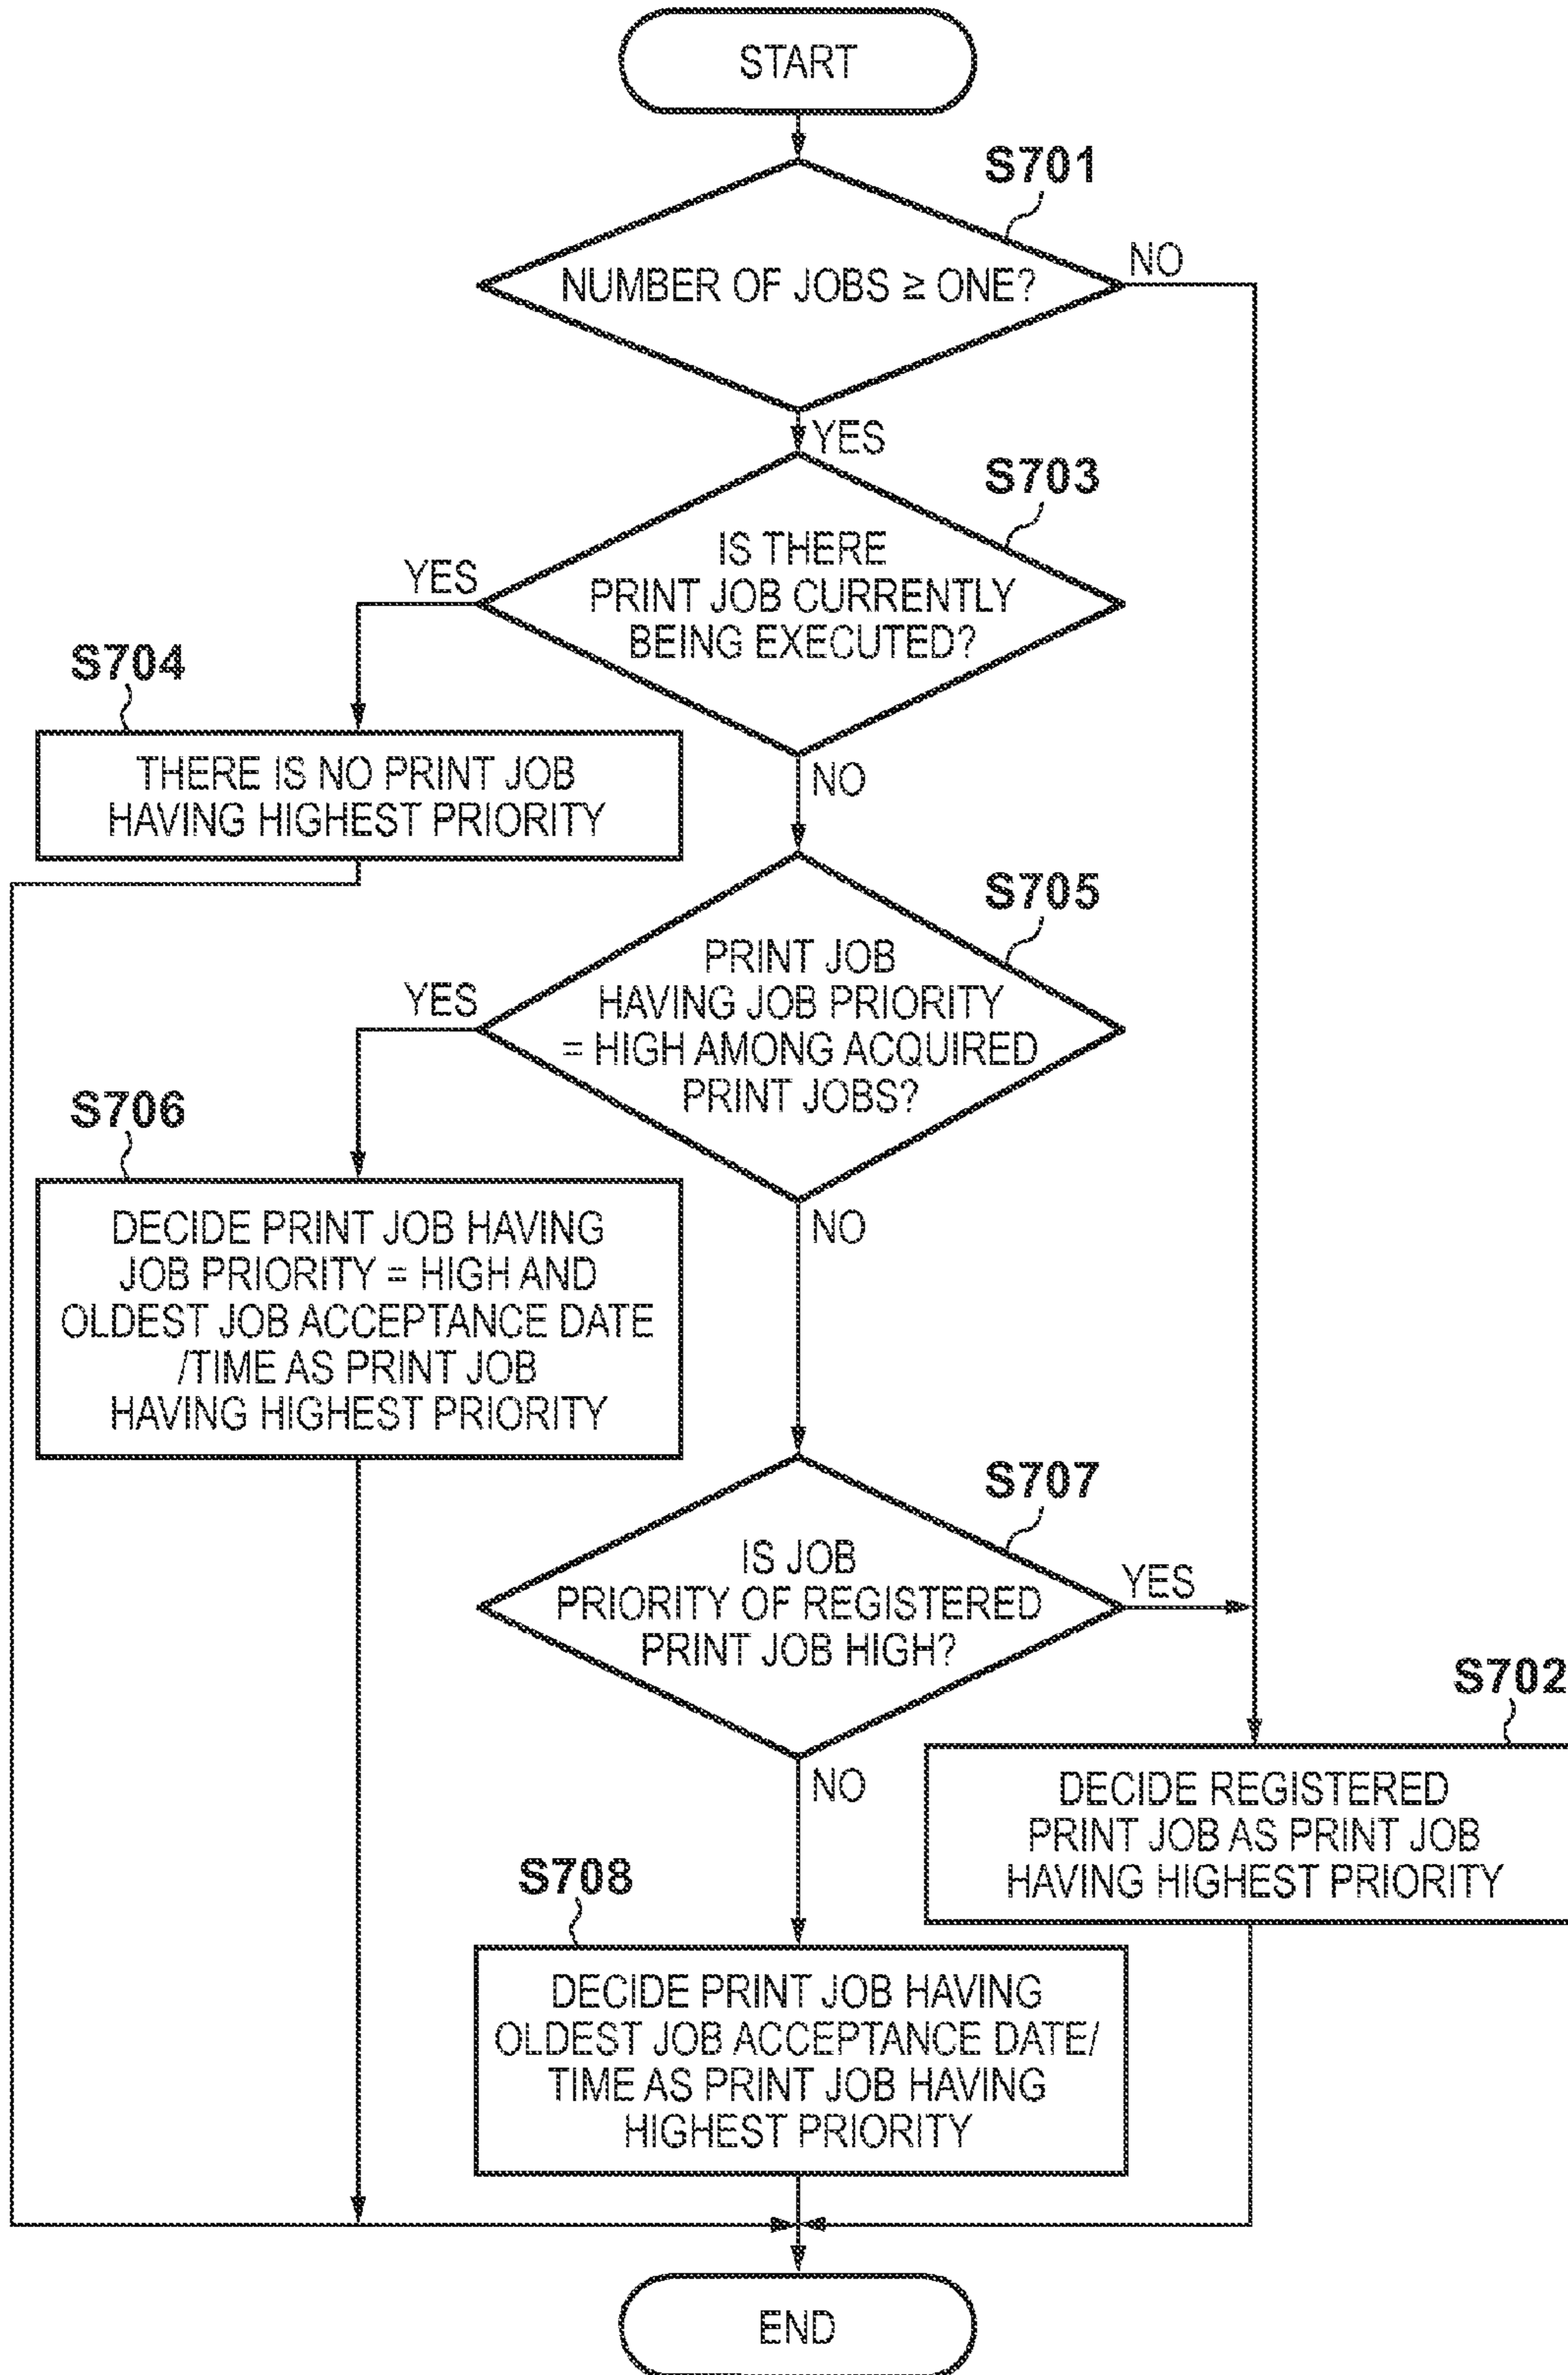 START
S701
NUMBER OF JOBS ≧ ONE?
NO
YES
S703
IS THERE
PRINT JOB CURRENTLY
BEING EXECUTED?
YES
S704
THERE IS NO PRINT JOB
HAVING HIGHEST PRIORITY
NO
S705
PRINT JOB
HAVING JOB PRIORITY
= HIGH AMONG ACQUIRED
PRINT JOBS?
YES
S706
DECIDE PRINT JOB HAVING
JOB PRIORITY = HIGH AND
OLDEST JOB ACCEPTANCE DATE
/TIME AS PRINT JOB
HAVING HIGHEST PRIORITY
NO
S707
IS JOB
PRIORITY OF REGISTERED
PRINT JOB HIGH?
YES
S702
DECIDE REGISTERED
PRINT JOB AS PRINT JOB
HAVING HIGHEST PRIORITY
NO
S708
DECIDE PRINT JOB HAVING
OLDEST JOB ACCEPTANCE DATE/
TIME AS PRINT JOB HAVING
HIGHEST PRIORITY
END